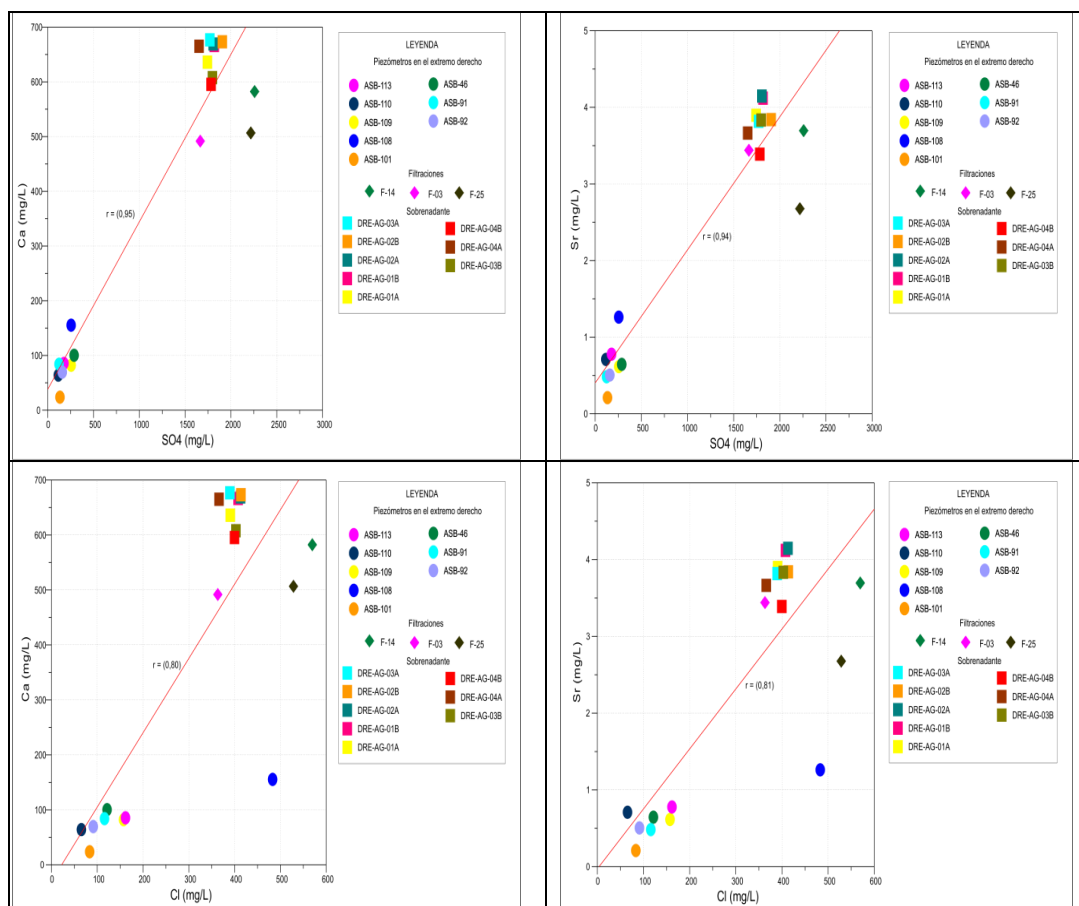 700
600
500
400
300
200
100
0
Ca (mg/L)
0 500 1000 1500 2000 2500 3000
SO4 (mg/L)
r = (0,95)
LEYENDA
Piezómetros en el extremo derecho
ASB-113 ASB-46
ASB-110 ASB-91
ASB-109 ASB-92
ASB-108
ASB-101
Filtraciones
F-14 F-03 F-25
Sobrenadante
DRE-AG-03A DRE-AG-04B
DRE-AG-02B DRE-AG-04A
DRE-AG-02A DRE-AG-03B
DRE-AG-01B
DRE-AG-01A
5
4
3
2
1
0
Sr (mg/L)
0 500 1000 1500 2000 2500 3000
SO4 (mg/L)
r = (0,94)
LEYENDA
Piezómetros en el extremo derecho
ASB-113 ASB-46
ASB-110 ASB-91
ASB-109 ASB-92
ASB-108
ASB-101
Filtraciones
F-14 F-03 F-25
Sobrenadante
DRE-AG-03A DRE-AG-04B
DRE-AG-02B DRE-AG-04A
DRE-AG-02A DRE-AG-03B
DRE-AG-01B
DRE-AG-01A
700
600
500
400
300
200
100
0
Ca (mg/L)
0 100 200 300 400 500 600
Cl (mg/L)
r = (0,80)
LEYENDA
Piezómetros en el extremo derecho
ASB-113 ASB-46
ASB-110 ASB-91
ASB-109 ASB-92
ASB-108
ASB-101
Filtraciones
F-14 F-03 F-25
Sobrenadante
DRE-AG-03A DRE-AG-04B
DRE-AG-02B DRE-AG-04A
DRE-AG-02A DRE-AG-03B
DRE-AG-01B
DRE-AG-01A
5
4
3
2
1
0
Sr (mg/L)
0 100 200 300 400 500 600
Cl (mg/L)
r = (0,81)
LEYENDA
Piezómetros en el extremo derecho
ASB-113 ASB-46
ASB-110 ASB-91
ASB-109 ASB-92
ASB-108
ASB-101
Filtraciones
F-14 F-03 F-25
Sobrenadante
DRE-AG-03A DRE-AG-04B
DRE-AG-02B DRE-AG-04A
DRE-AG-02A DRE-AG-03B
DRE-AG-01B
DRE-AG-01A